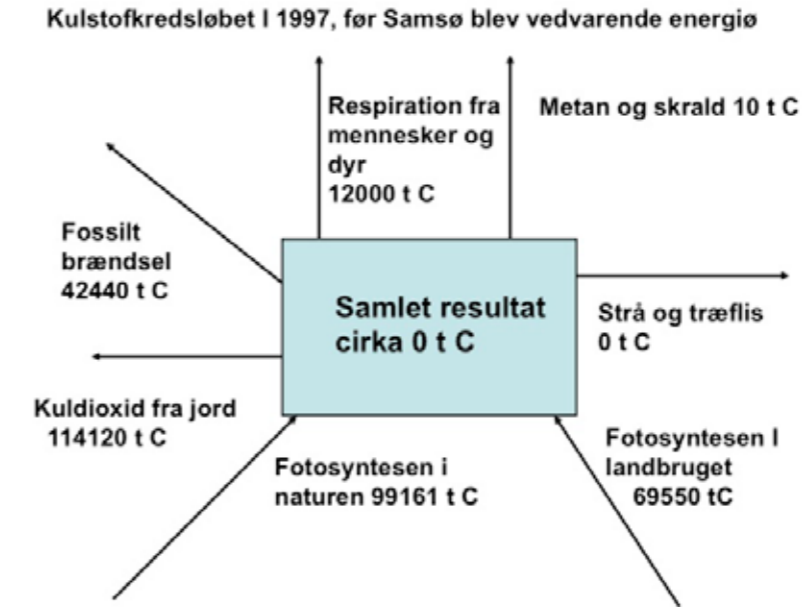 Kulstofkredsløbet I 1997, før Samsø blev vedvarende energiø
Respiration fra
mennesker og
dyr
12000 t C
Metan og skrald 10 t C
Fossilt
brændsel
42440 t C
Samlet resultat
cirka 0 t C
Strå og træflis
0 t C
Kuldioxid fra jord
114120 t C
Fotosyntesen i
naturen 99161 t C
Fotosyntesen I
landbruget
69550 tC